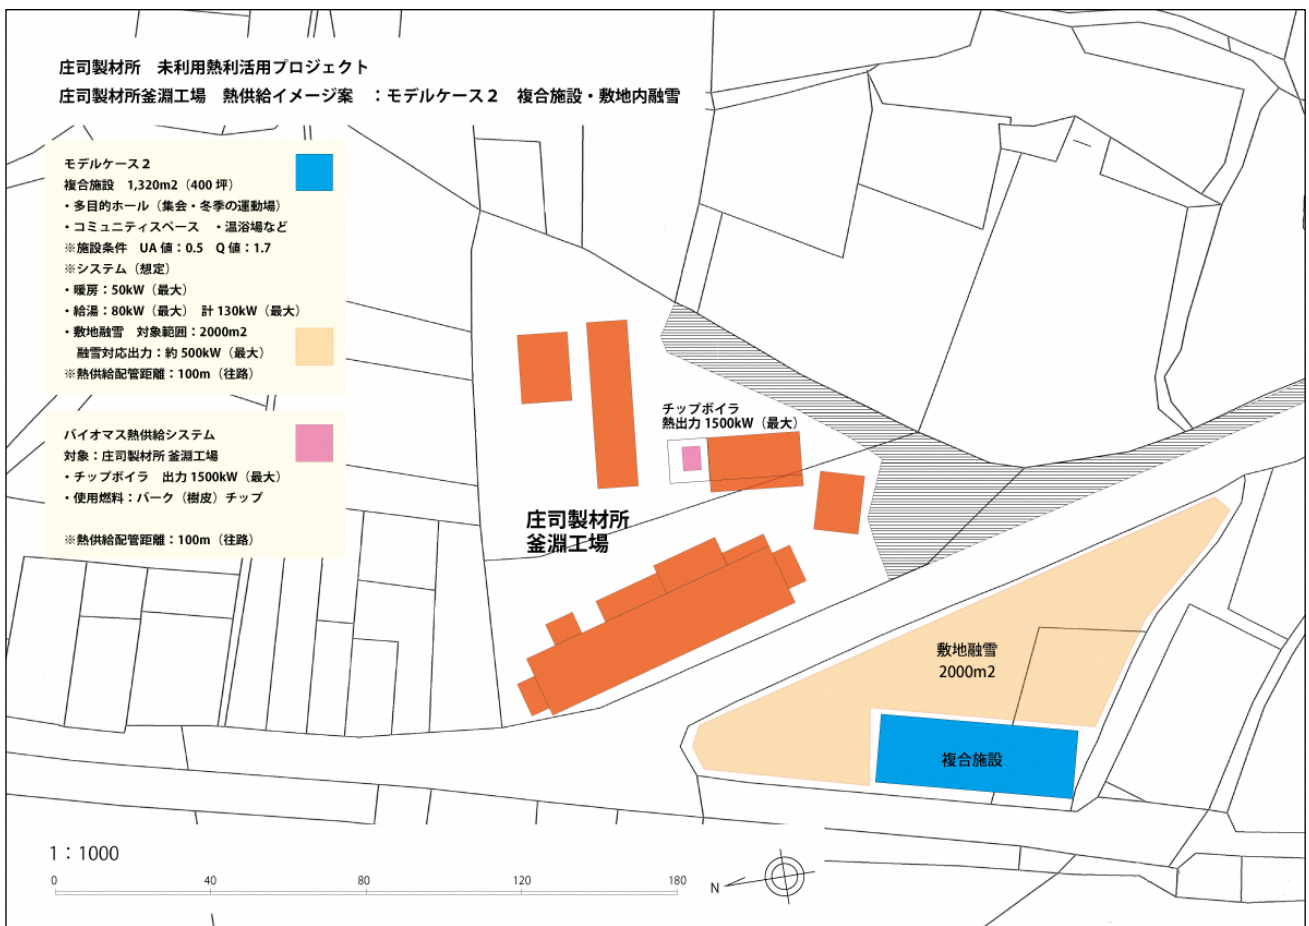 庄司製材所　未利用熱利活用プロジェクト
庄司製材所釜淵工場　熱供給イメージ案　：モデルケース2　複合施設・敷地内融雪
モデルケース2
複合施設　1,320m2（400 坪）
・多目的ホール（集会・冬季の運動場）
・コミュニティスペース　・温浴場など
※施設条件　UA 値：0.5　Q 値：1.7
※システム（想定）
・暖房：50kW（最大）
・給湯：80kW（最大）　計 130kW（最大）
・敷地融雪　対象範囲：2000m2
融雪対応出力：約 500kW（最大）
※熱供給配管距離：100m（往路）
バイオマス熱供給システム
対象：庄司製材所 釜淵工場
・チップボイラ　出力 1500kW（最大）
・使用燃料：バーク（樹皮）チップ
※熱供給配管距離：100m（往路）
チップボイラ
熱出力 1500kW（最大）
庄司製材所
釜淵工場
敷地融雪
2000m2
複合施設
1：1000
0 40 80 120 180
N